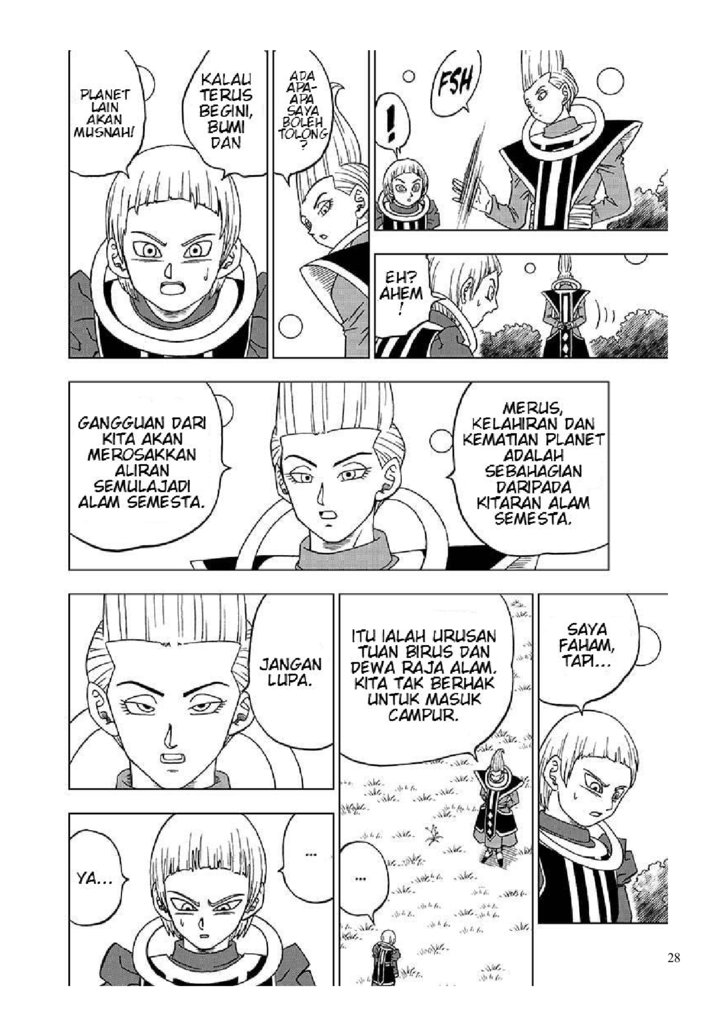 FSH
!
EH?
AHEM
!
ADA
APA-
APA
SAYA
BOLEH
TOLONG
?
KALAU
TERUS
BEGINI,
BUMI
DAN
PLANET
LAIN
AKAN
MUSNAH!
MERUS,
KELAHIRAN DAN
KEMATIAN PLANET
ADALAH
SEBAHAGIAN
DARIPADA
KITARAN ALAM
SEMESTA.
GANGGUAN DARI
KITA AKAN
MEROSAKKAN
ALIRAN
SEMULAJADI
ALAM SEMESTA.
SAYA
FAHAM,
TAPI...
ITU IALAH URUSAN
TUAN BIRUS DAN
DEWA RAJA ALAM.
KITA TAK BERHAK
UNTUK MASUK
CAMPUR.
...
JANGAN
LUPA.
...
YA...
28